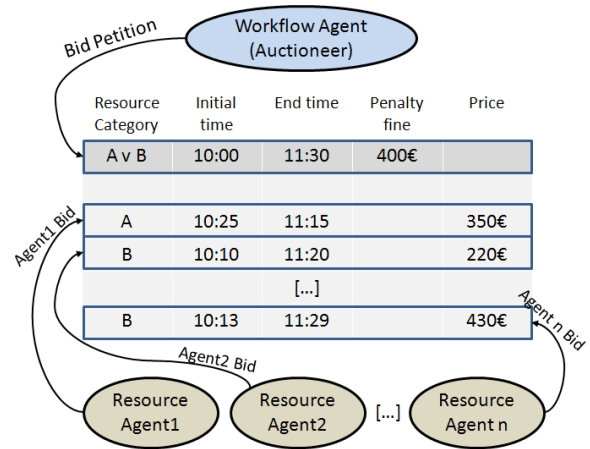 Workflow Agent
(Auctioneer)
Bid Petition
Resource Category Initial time End time Penalty fine Price
A v B 10:00 11:30 400€
A 10:25 11:15 350€
B 10:10 11:20 220€
[...]
B 10:13 11:29 430€
Agent1 Bid
Agent2 Bid
Agent n Bid
Resource
Agent1
Resource
Agent2
[...]
Resource
Agent n